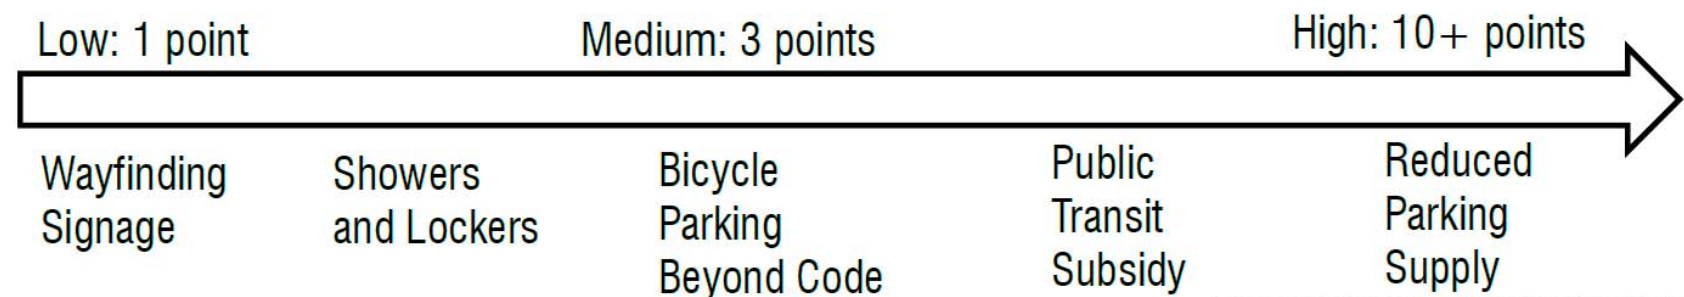 Low: 1 point
Medium: 3 points
High: 10+ points
Wayfinding
Signage
Showers
and Lockers
Bicycle
Parking
Beyond Code
Public
Transit
Subsidy
Reduced
Parking
Supply